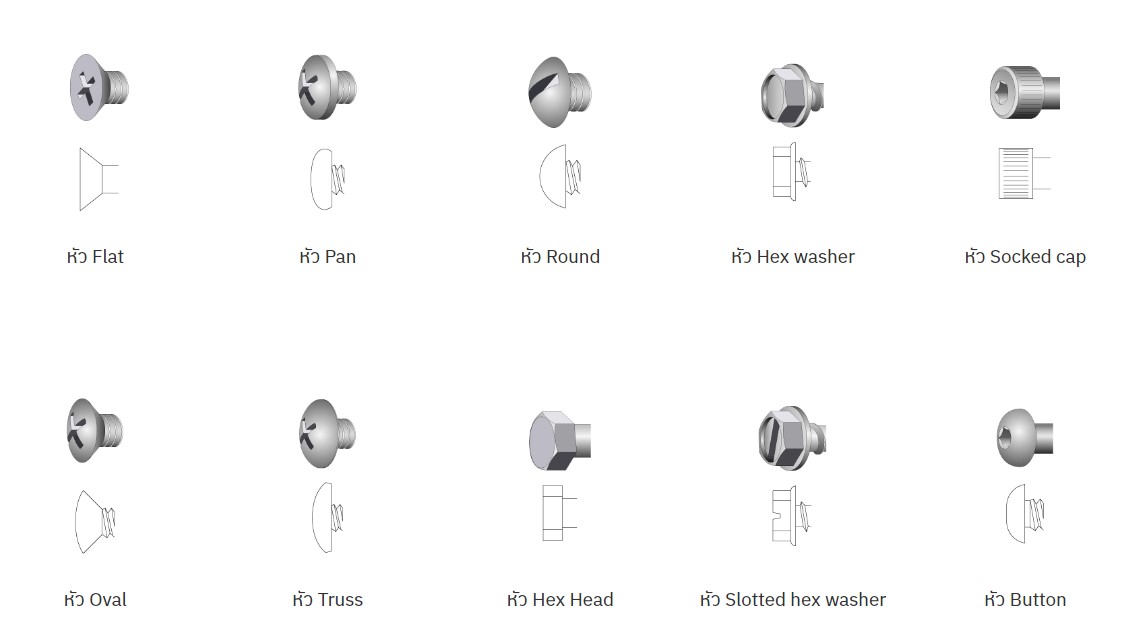 หัว Flat
หัว Pan
หัว Round
หัว Hex washer
หัว Socked cap
หัว Oval
หัว Truss
หัว Hex Head
หัว Slotted hex washer
หัว Button